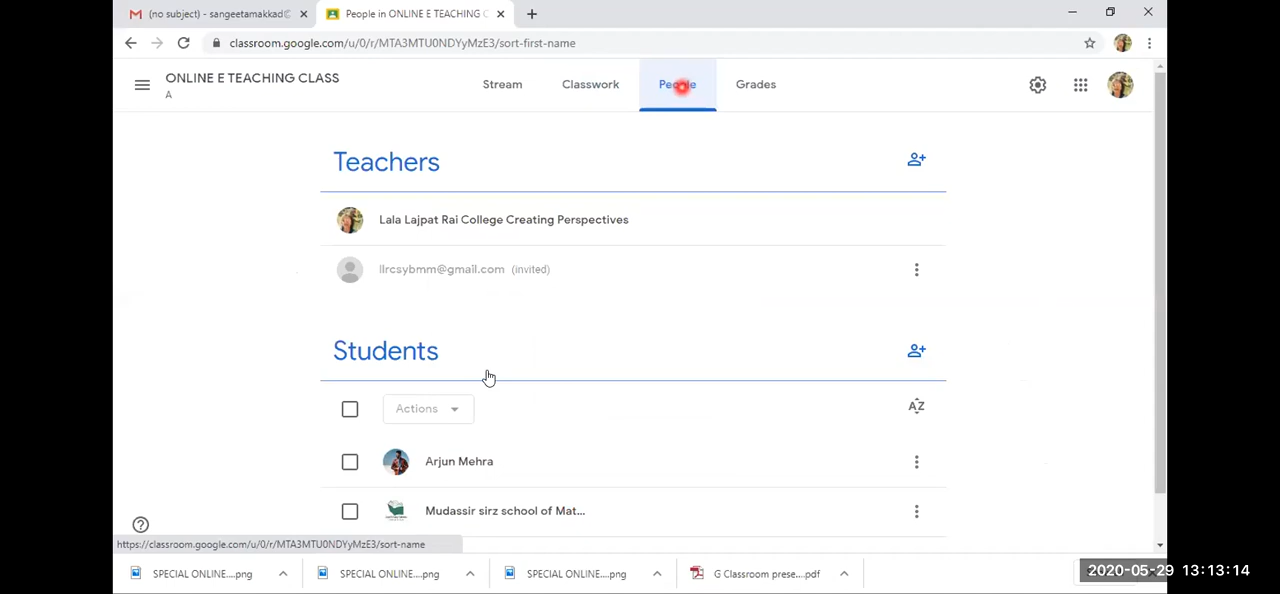 (no subject) - sangeetamakkad@
People in ONLINE E TEACHING C
classroom.google.com/u/0/r/MTA3MTU0NDYyMzE3/sort-first-name
ONLINE E TEACHING CLASS
A
Stream
Classwork
People
Grades
Teachers
Lala Lajpat Rai College Creating Perspectives
llrcsybmm@gmail.com (invited)
Students
Actions
AZ
Arjun Mehra
Mudassir sirz school of Mat...
https://classroom.google.com/u/0/r/MTA3MTU0NDYyMzE3/sort-name
SPECIAL ONLINE....png
SPECIAL ONLINE....png
SPECIAL ONLINE....png
G Classroom prese....pdf
2020-05-29 13:13:14